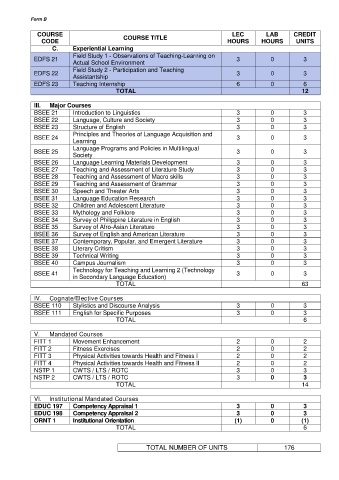 Form B
COURSE CODE COURSE TITLE LEC HOURS LAB HOURS CREDIT UNITS
C. Experiential Learning
EDFS 21 Field Study 1 - Observations of Teaching-Learning on Actual School Environment 3 0 3
EDFS 22 Field Study 2 - Participation and Teaching Assistantship 3 0 3
EDFS 23 Teaching Internship 6 0 6
TOTAL 12
III. Major Courses
BSEE 21 Introduction to Linguistics 3 0 3
BSEE 22 Language, Culture and Society 3 0 3
BSEE 23 Structure of English 3 0 3
BSEE 24 Principles and Theories of Language Acquisition and Learning 3 0 3
BSEE 25 Language Programs and Policies in Multilingual Society 3 0 3
BSEE 26 Language Learning Materials Development 3 0 3
BSEE 27 Teaching and Assessment of Literature Study 3 0 3
BSEE 28 Teaching and Assessment of Macro skills 3 0 3
BSEE 29 Teaching and Assessment of Grammar 3 0 3
BSEE 30 Speech and Theater Arts 3 0 3
BSEE 31 Language Education Research 3 0 3
BSEE 32 Children and Adolescent Literature 3 0 3
BSEE 33 Mythology and Folklore 3 0 3
BSEE 34 Survey of Philippine Literature in English 3 0 3
BSEE 35 Survey of Afro-Asian Literature 3 0 3
BSEE 36 Survey of English and American Literature 3 0 3
BSEE 37 Contemporary, Popular, and Emergent Literature 3 0 3
BSEE 38 Literary Critism 3 0 3
BSEE 39 Technical Writing 3 0 3
BSEE 40 Campus Journalism 3 0 3
BSEE 41 Technology for Teaching and Learning 2 (Technology in Secondary Language Education) 3 0 3
TOTAL 63
IV. Cognate/Elective Courses
BSEE 110 Stylistics and Discourse Analysis 3 0 3
BSEE 111 English for Specific Purposes 3 0 3
TOTAL 6
V. Mandated Courses
FITT 1 Movement Enhancement 2 0 2
FITT 2 Fitness Exercises 2 0 2
FITT 3 Physical Activities towards Health and Fitness I 2 0 2
FITT 4 Physical Activities towards Health and Fitness II 2 0 2
NSTP 1 CWTS / LTS / ROTC 3 0 3
NSTP 2 CWTS / LTS / ROTC 3 0 3
TOTAL 14
VI. Institutional Mandated Courses
EDUC 197 Competency Appraisal 1 3 0 3
EDUC 198 Competency Appraisal 2 3 0 3
ORNT 1 Institutional Orientation (1) 0 (1)
TOTAL 6
TOTAL NUMBER OF UNITS 176